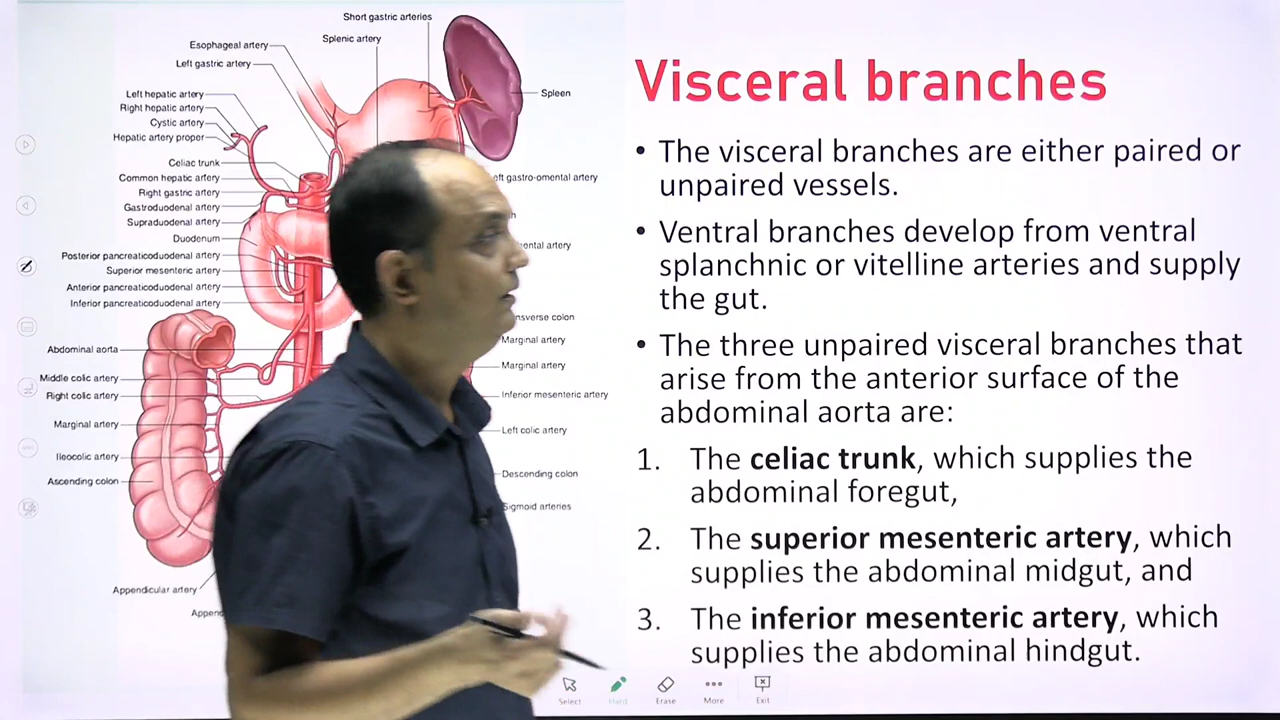 Short gastric arteries
Splenic artery
Esophageal artery
Left gastric artery
Left hepatic artery
Right hepatic artery
Cystic artery
Hepatic artery proper
Celiac trunk
Common hepatic artery
Right gastric artery
Gastroduodenal artery
Supraduodenal artery
Duodenum
Posterior pancreaticoduodenal artery
Superior mesenteric artery
Anterior pancreaticoduodenal artery
Inferior pancreaticoduodenal artery
Abdominal aorta
Middle colic artery
Right colic artery
Marginal artery
Ileocolic artery
Ascending colon
Appendicular artery
Spleen
gastro-omental artery
artery
colon
Marginal artery
Marginal artery
Inferior mesenteric artery
Left colic artery
Descending colon
Sigmoid arteries
Visceral branches
• The visceral branches are either paired or
unpaired vessels.
• Ventral branches develop from ventral
splanchnic or vitelline arteries and supply
the gut.
• The three unpaired visceral branches that
arise from the anterior surface of the
abdominal aorta are:
1. The celiac trunk, which supplies the
abdominal foregut,
2. The superior mesenteric artery, which
supplies the abdominal midgut, and
3. The inferior mesenteric artery, which
supplies the abdominal hindgut.
Select
Erase
More
Exit